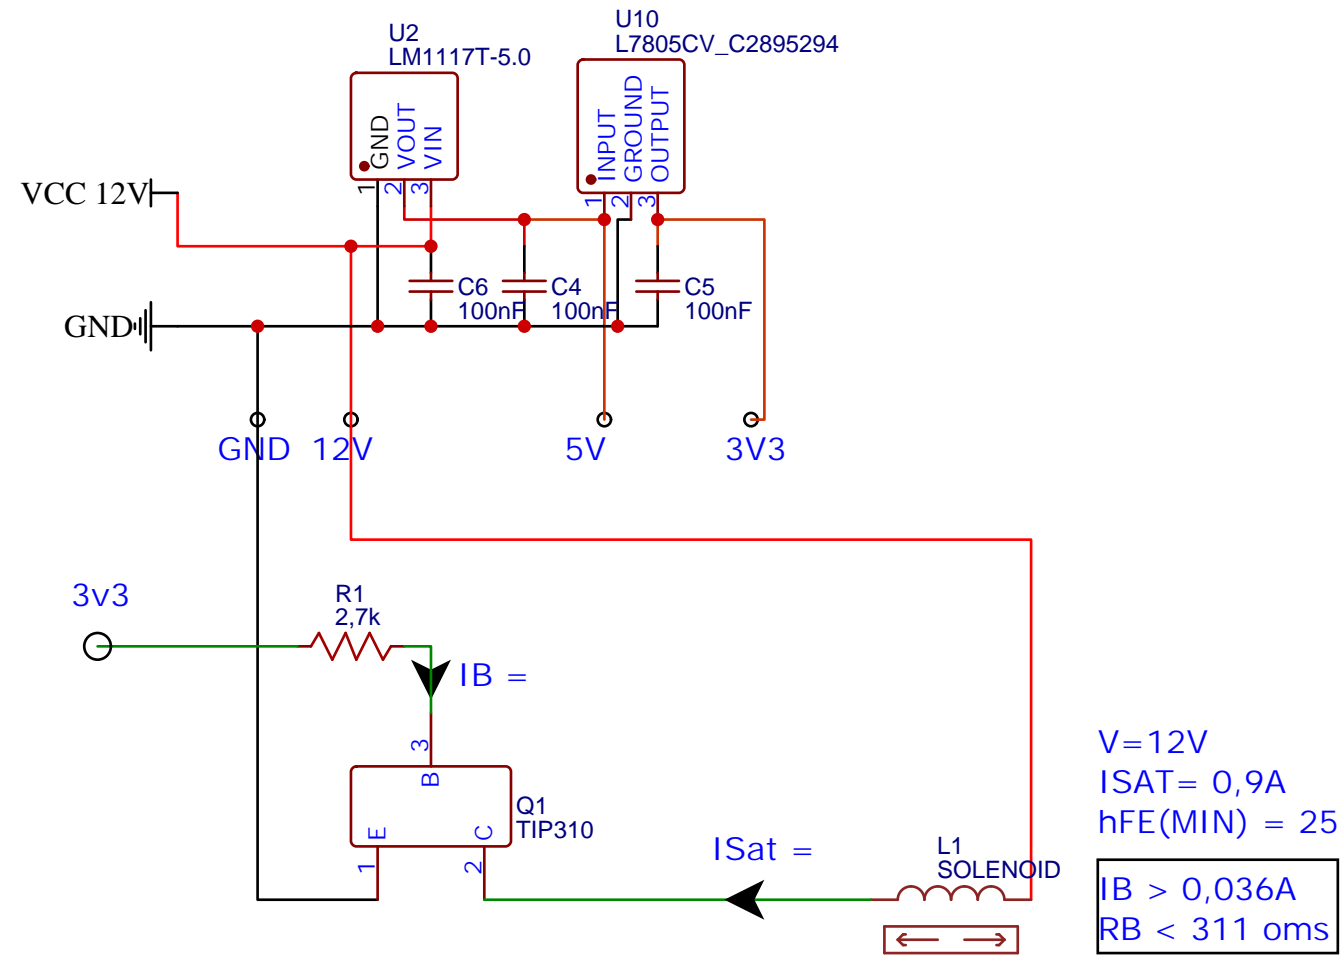 U2
LM1117T-5.0
U10
L7805CV_C2895294
GND
VOUT
VIN
INPUT
GROUND
OUTPUT
1
2
3
1
2
3
VCC 12V
C6
100nF
C4
100nF
C5
100nF
GND
GND
12V
5V
3V3
3v3
R1
2,7k
IB =
3
B
E
C
Q1
TIP310
1
2
ISat =
L1
SOLENOID
V=12V
ISAT= 0,9A
hFE(MIN) = 25
IB > 0,036A
RB < 311 oms